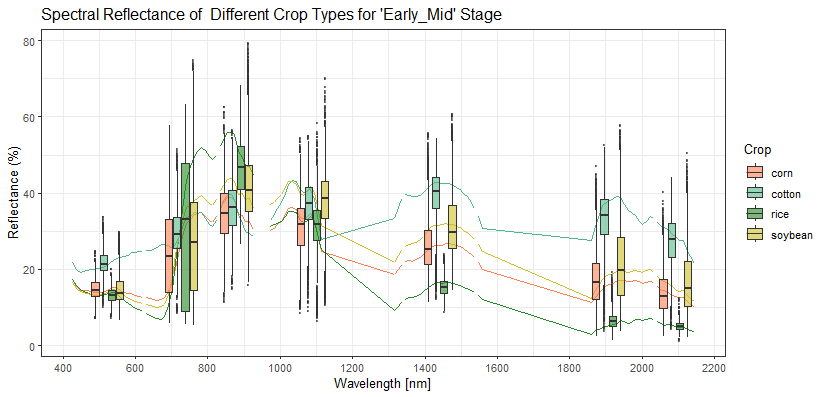 Spectral Reflectance of  Different Crop Types for 'Early_Mid' Stage
80
60
40
20
0
Reflectance (%)
400 600 800 1000 1200 1400 1600 1800 2000 2200
Wavelength [nm]
Crop
corn
cotton
rice
soybean